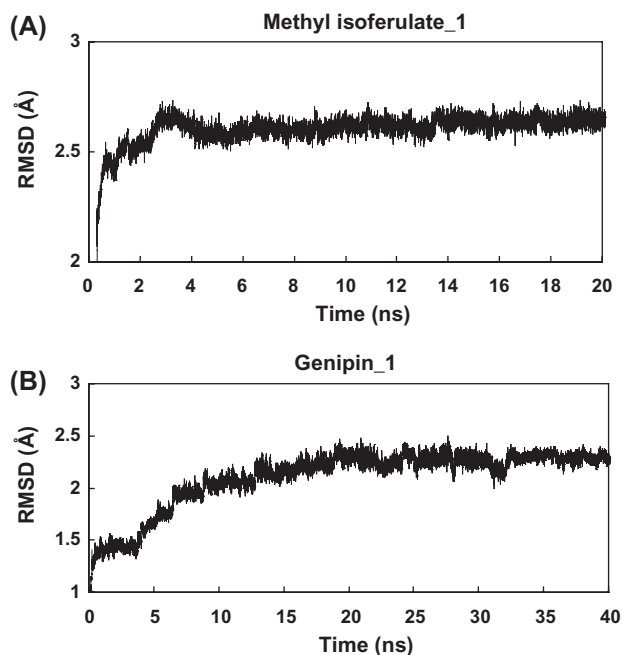 (A)
Methyl isoferulate_1
3
2.5
2
RMSD (Å)
0 2 4 6 8 10 12 14 16 18 20
Time (ns)
(B)
Genipin_1
3
2.5
2
1.5
1
RMSD (Å)
0 5 10 15 20 25 30 35 40
Time (ns)